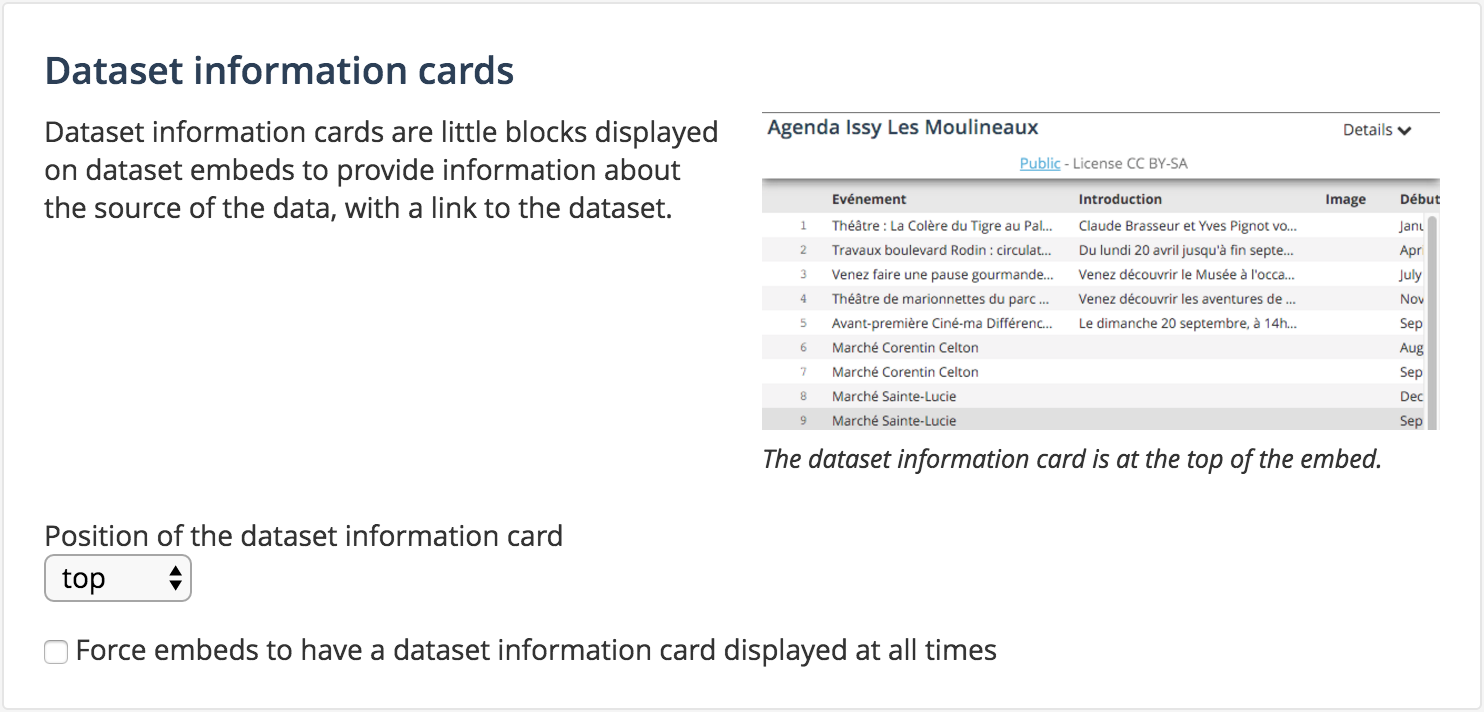 Dataset information cards
Dataset information cards are little blocks displayed
on dataset embeds to provide information about
the source of the data, with a link to the dataset.
Agenda Issy Les Moulineaux
Details
Public - License CC BY-SA
Evénement Introduction Image Début
1 Théâtre : La Colère du Tigre au Pal... Claude Brasseur et Yves Pignot vo... Janu
2 Travaux boulevard Rodin : circulat... Du lundi 20 avril jusqu'à fin septe... Apr
3 Venez faire une pause gourmande... Venez découvrir le Musée à l'occa... July
4 Théâtre de marionnettes du parc ... Venez découvrir les aventures de ... Nov
5 Avant-première Ciné-ma Différenc... Le dimanche 20 septembre, à 14h... Sep
6 Marché Corentin Celton Aug
7 Marché Corentin Celton Sep
8 Marché Sainte-Lucie Dec
9 Marché Sainte-Lucie Sep
The dataset information card is at the top of the embed.
Position of the dataset information card
top
Force embeds to have a dataset information card displayed at all times